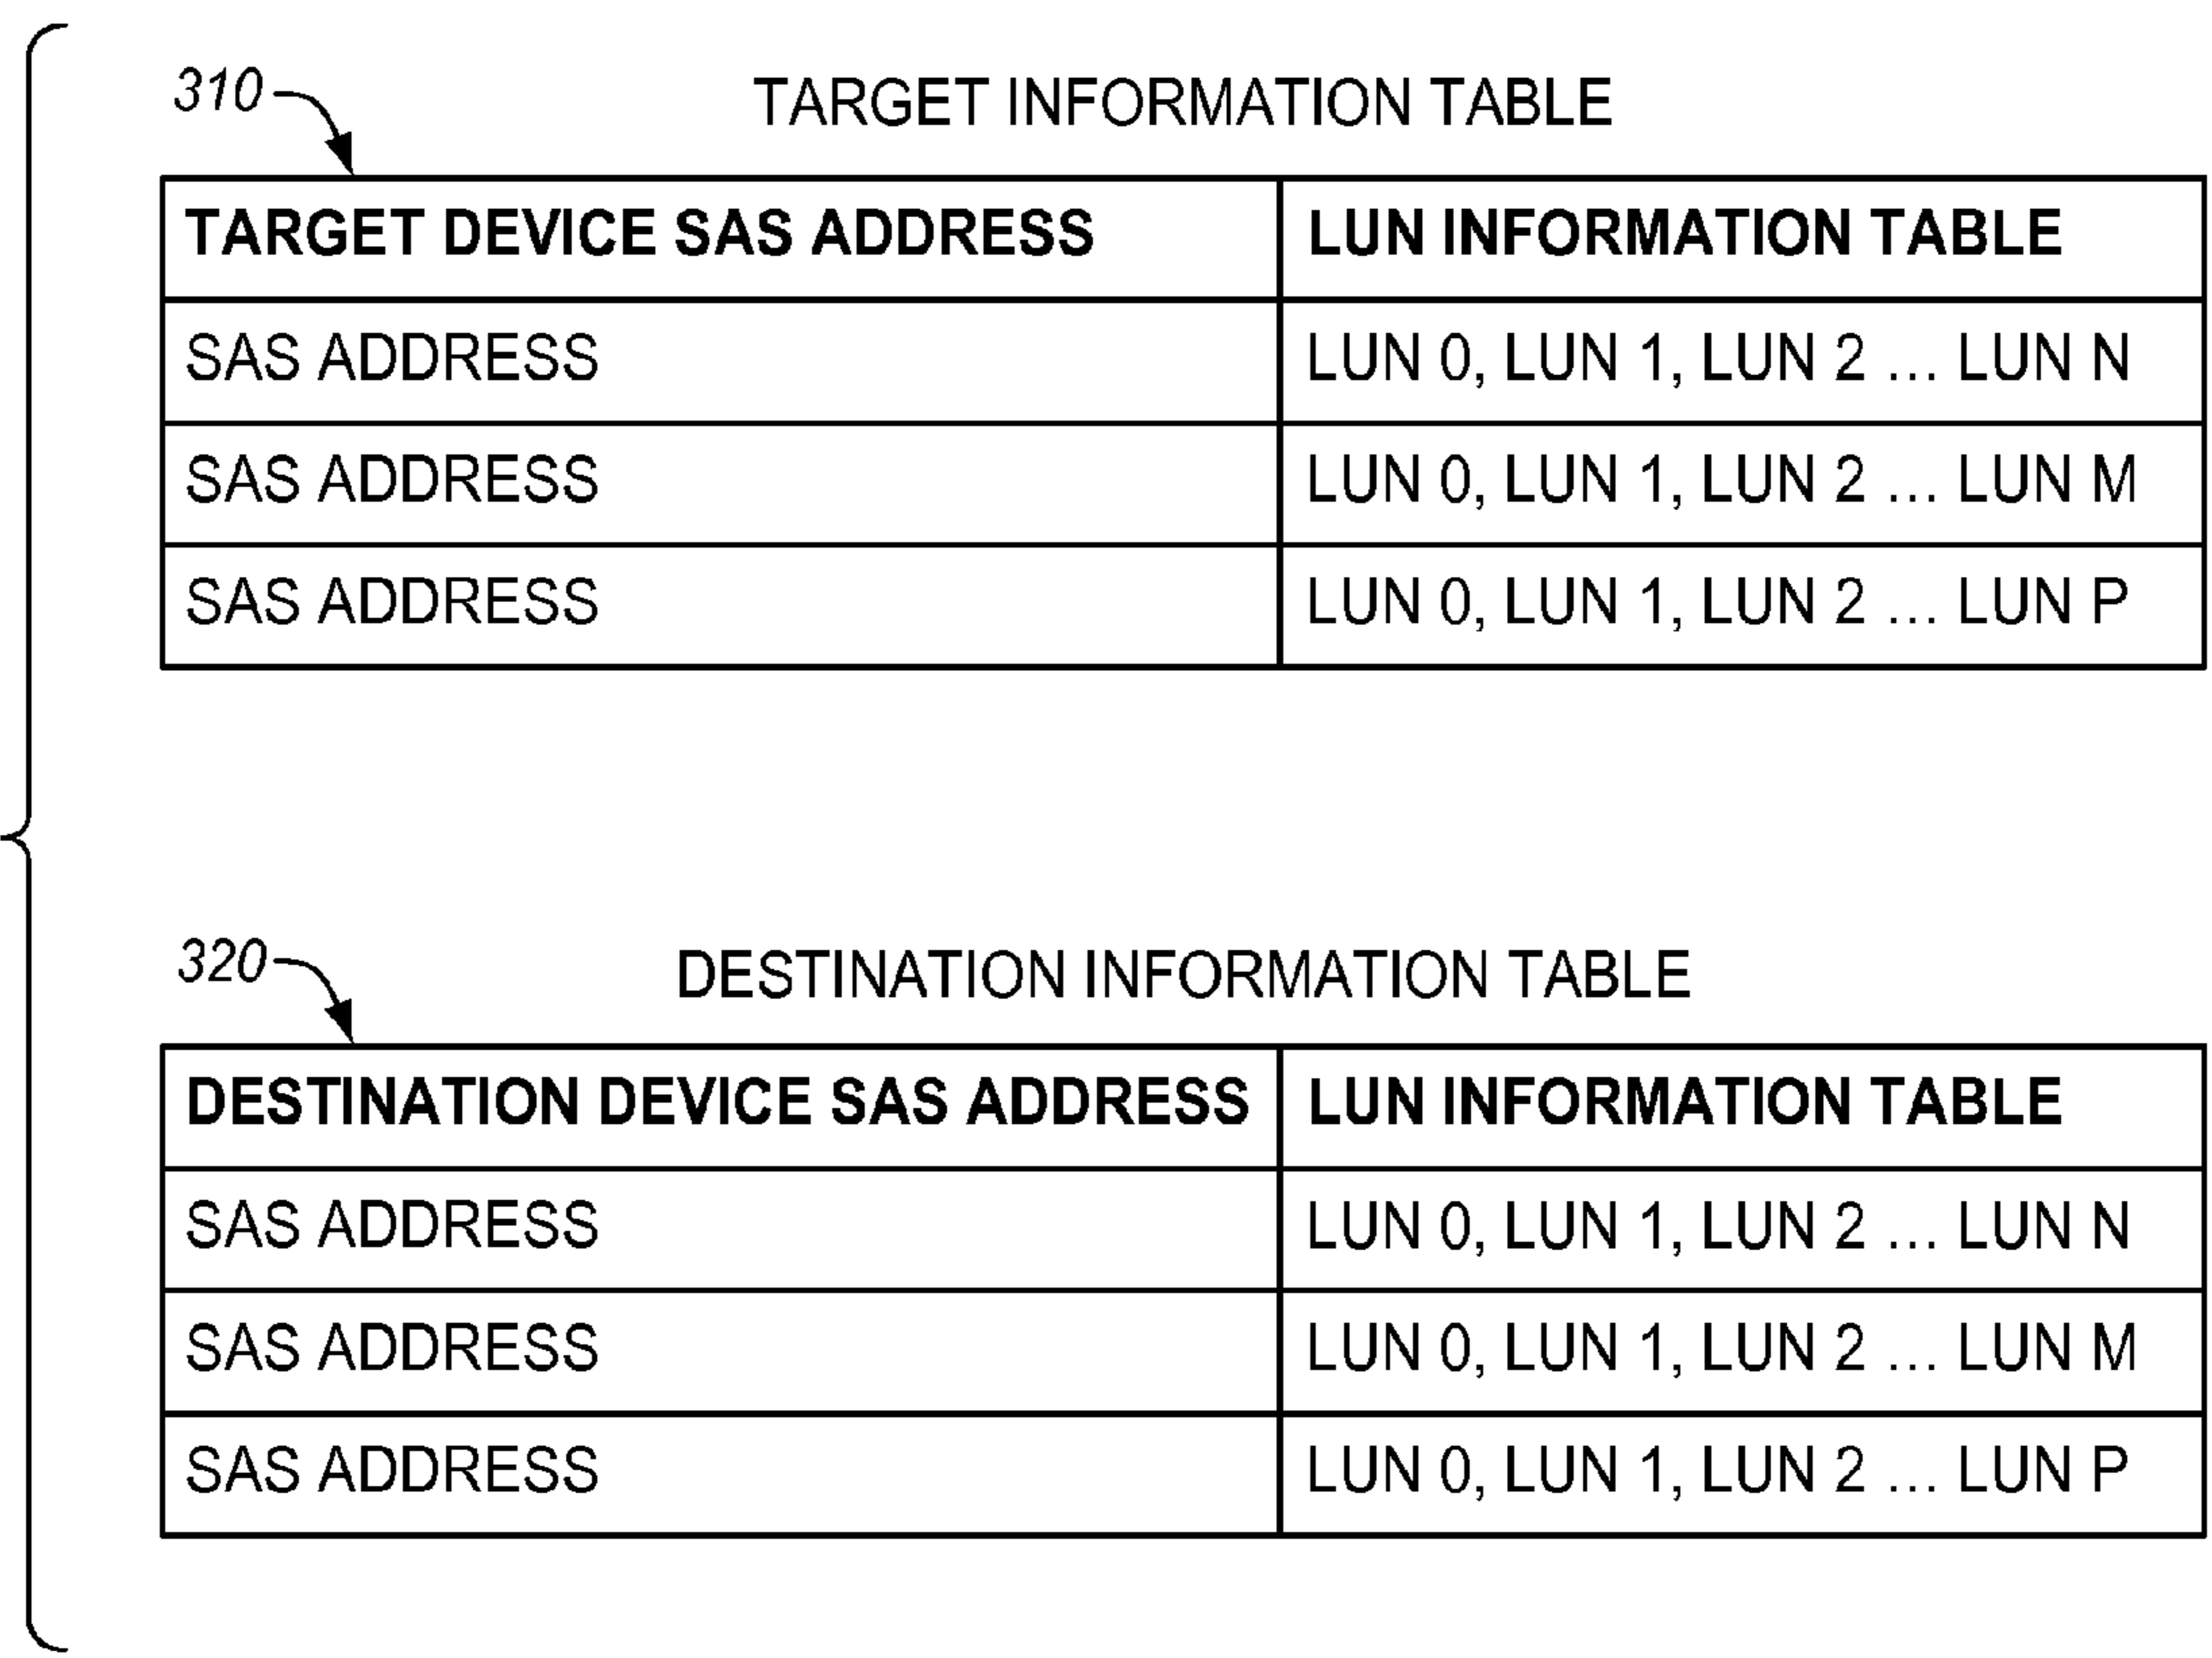 310
TARGET INFORMATION TABLE
TARGET DEVICE SAS ADDRESS LUN INFORMATION TABLE
SAS ADDRESS LUN 0, LUN 1, LUN 2 ... LUN N
SAS ADDRESS LUN 0, LUN 1, LUN 2 ... LUN M
SAS ADDRESS LUN 0, LUN 1, LUN 2 ... LUN P
320
DESTINATION INFORMATION TABLE
DESTINATION DEVICE SAS ADDRESS LUN INFORMATION TABLE
SAS ADDRESS LUN 0, LUN 1, LUN 2 ... LUN N
SAS ADDRESS LUN 0, LUN 1, LUN 2 ... LUN M
SAS ADDRESS LUN 0, LUN 1, LUN 2 ... LUN P